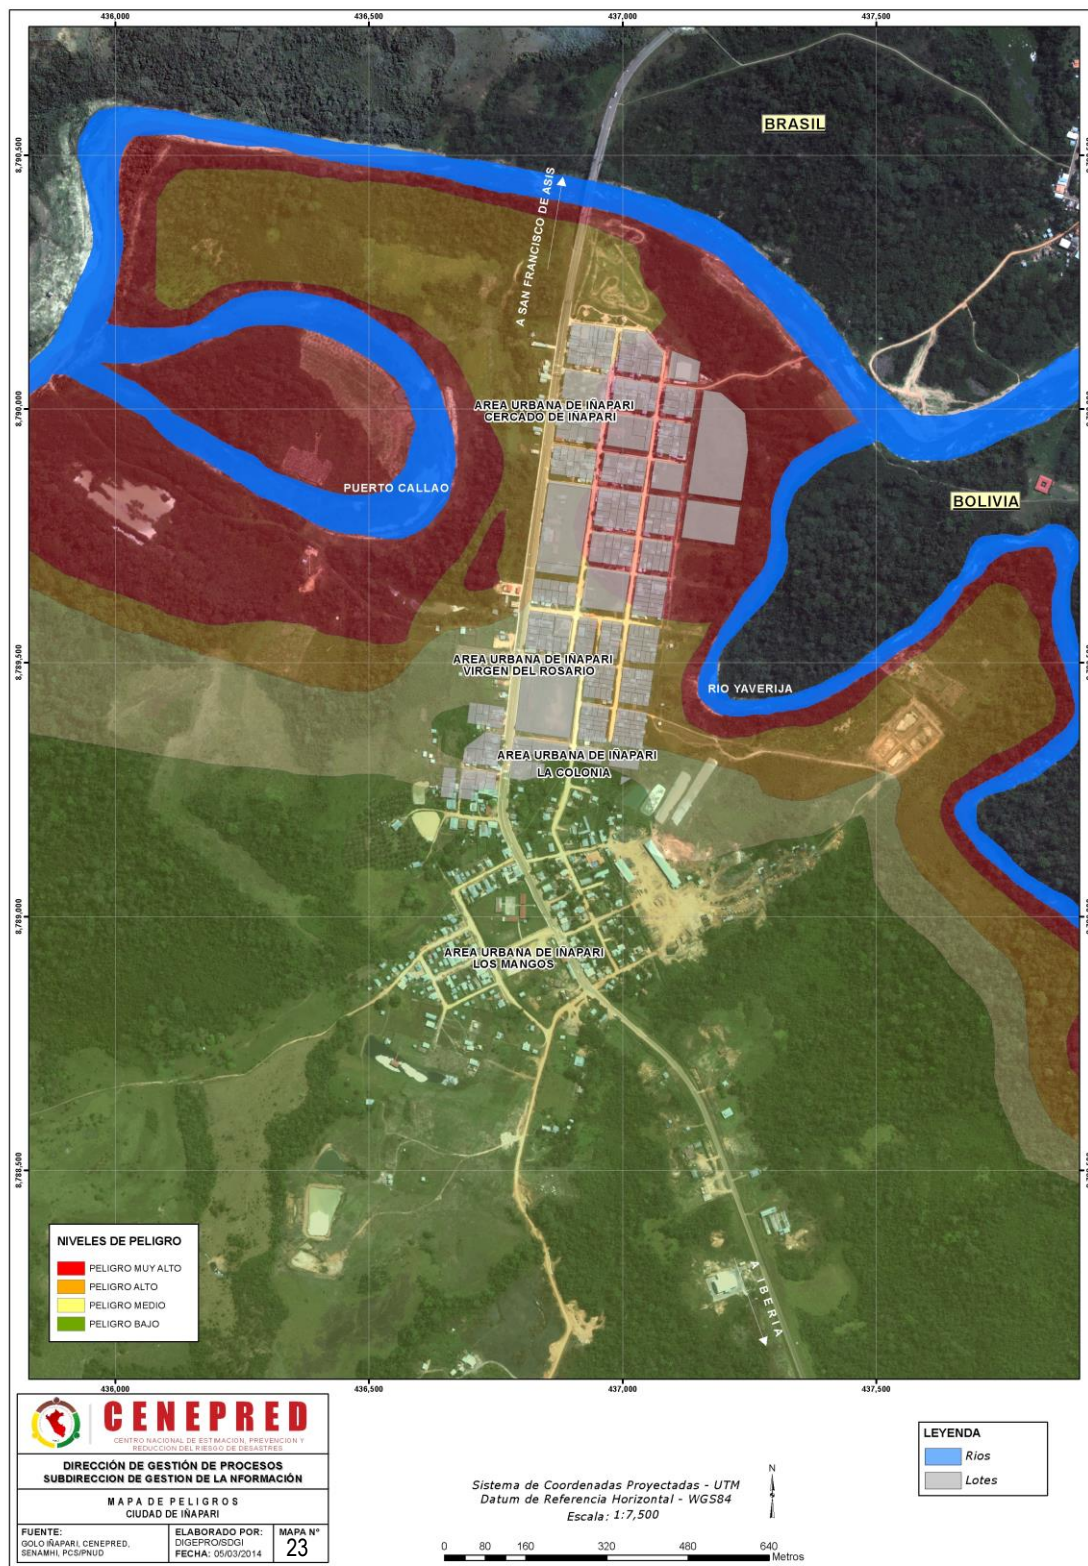 436,000 436,500 437,000 437,500
BRASIL
8,790,500
A SAN FRANCISCO DE ASIS
AREA URBANA DE IÑAPARI
CERCADO DE IÑAPARI
8,790,000
PUERTO CALLAO
BOLIVIA
AREA URBANA DE IÑAPARI
VIRGEN DEL ROSARIO
8,789,500
RIO YAVERIJA
AREA URBANA DE IÑAPARI
LA COLONIA
8,789,000
AREA URBANA DE IÑAPARI
LOS MANGOS
8,788,500
A IBERIA
NIVELES DE PELIGRO
PELIGRO MUY ALTO
PELIGRO ALTO
PELIGRO MEDIO
PELIGRO BAJO
436,000 436,500 437,000 437,500
CENEPRED
CENTRO NACIONAL DE ESTIMACIÓN, PREVENCIÓN Y
REDUCCIÓN DEL RIESGO DE DESASTRES
DIRECCIÓN DE GESTIÓN DE PROCESOS
SUBDIRECCION DE GESTION DE LA NFORMACIÓN
MAPA DE PELIGROS
CIUDAD DE IÑAPARI
FUENTE:
GOLO IÑAPARI, CENEPRED,
SENAMHI, PCS/PNUD
ELABORADO POR:
DIGEPRO/SDGI
FECHA: 05/03/2014
MAPA N°
23
Sistema de Coordenadas Proyectadas - UTM
Datum de Referencia Horizontal - WGS84
Escala: 1:7,500
N
0 80 160 320 480 640
Metros
LEYENDA
Rios
Lotes